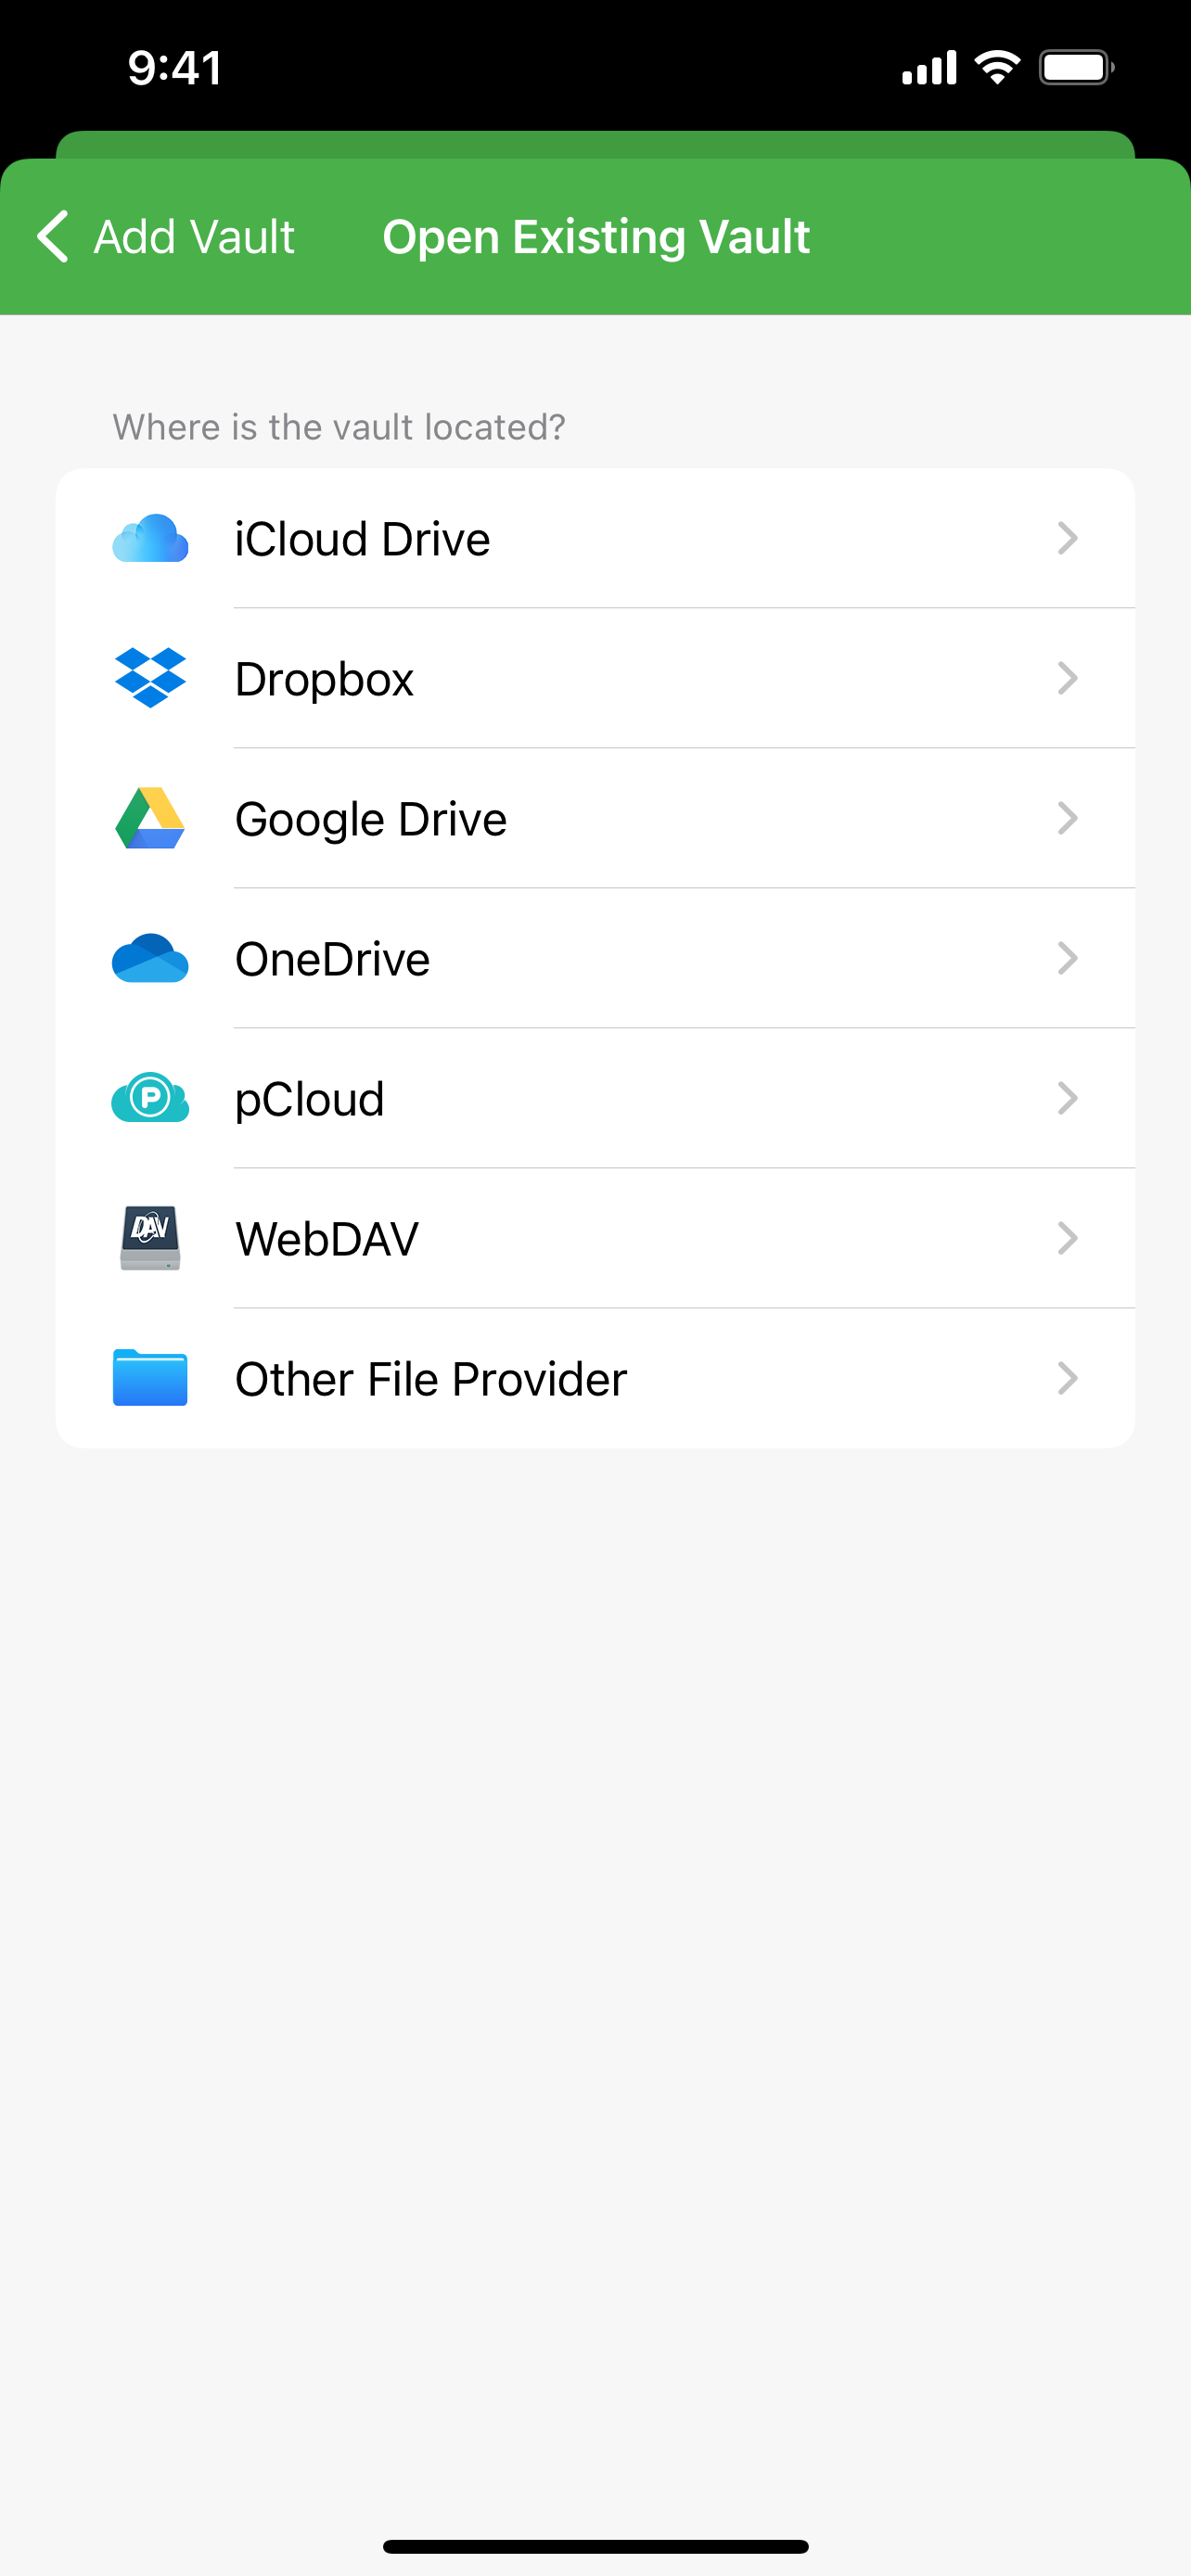 9:41
Add Vault
Open Existing Vault
Where is the vault located?
iCloud Drive
Dropbox
Google Drive
OneDrive
P
pCloud
DAV
WebDAV
Other File Provider